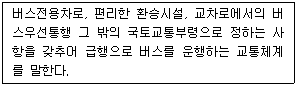 버스전용차로, 편리한 환승시설, 교차로에서의 버
스우선통행 그 밖의 국토교통부령으로 정하는 사
항을 갖추어 급행으로 버스를 운행하는 교통체계
를 말한다.